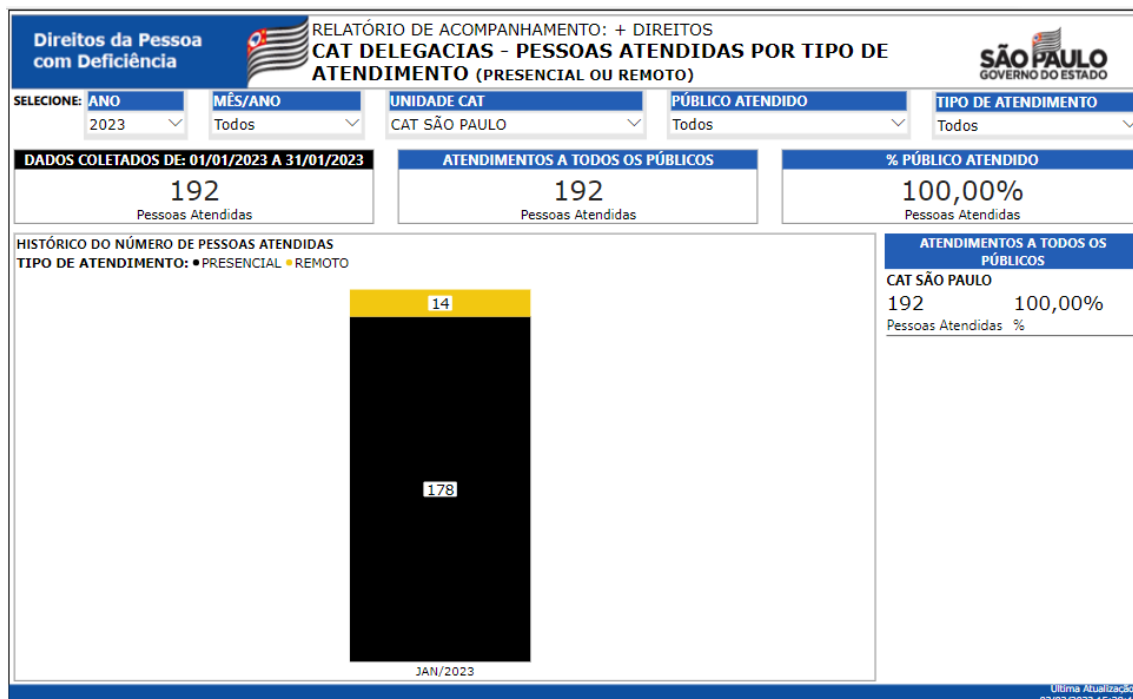 Direitos da Pessoa
com Deficiência
RELATÓRIO DE ACOMPANHAMENTO: + DIREITOS
CAT DELEGACIAS - PESSOAS ATENDIDAS POR TIPO DE
ATENDIMENTO (PRESENCIAL OU REMOTO)
SÃO PAULO
GOVERNO DO ESTADO
SELECIONE: ANO MÊS/ANO UNIDADE CAT PÚBLICO ATENDIDO TIPO DE ATENDIMENTO
2023 Todos CAT SÃO PAULO Todos Todos
DADOS COLETADOS DE: 01/01/2023 A 31/01/2023
192
Pessoas Atendidas
ATENDIMENTOS A TODOS OS PÚBLICOS
192
Pessoas Atendidas
% PÚBLICO ATENDIDO
100,00%
Pessoas Atendidas
HISTÓRICO DO NÚMERO DE PESSOAS ATENDIDAS
TIPO DE ATENDIMENTO: PRESENCIAL REMOTO
14
178
JAN/2023
ATENDIMENTOS A TODOS OS
PÚBLICOS
CAT SÃO PAULO
192 100,00%
Pessoas Atendidas %
Última Atualização